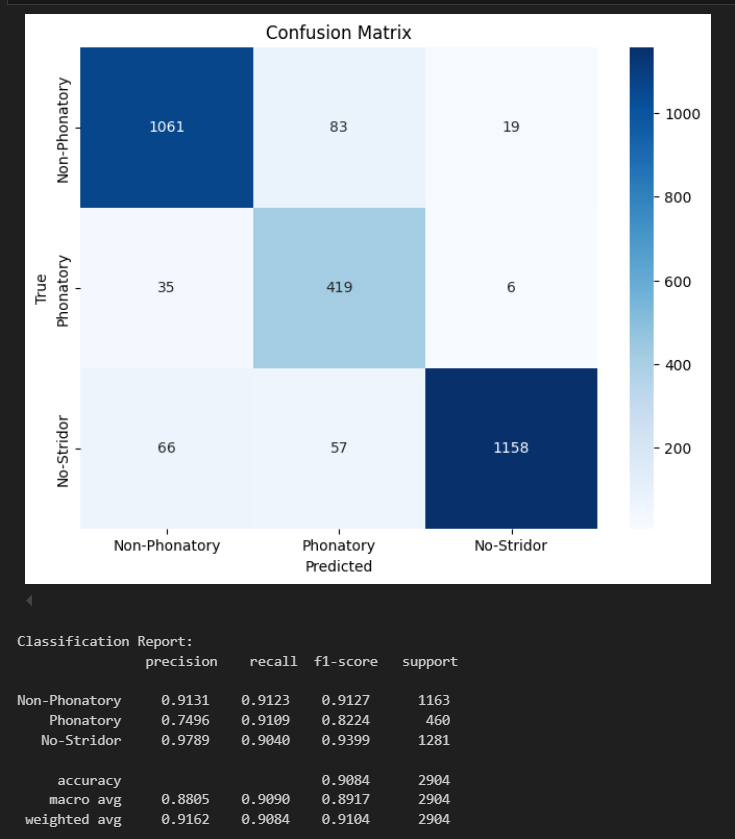 Confusion Matrix
Non-Phonatory 1061 83 19 1000
800
True Phonatory 35 419 6 600
400
No-Stridor 66 57 1158 200
Non-Phonatory Phonatory No-Stridor
Predicted
Classification Report:
precision recall f1-score support
Non-Phonatory 0.9131 0.9123 0.9127 1163
Phonatory 0.7496 0.9109 0.8224 460
No-Stridor 0.9789 0.9040 0.9399 1281
accuracy 0.9084 2904
macro avg 0.8805 0.9090 0.8917 2904
weighted avg 0.9162 0.9084 0.9104 2904